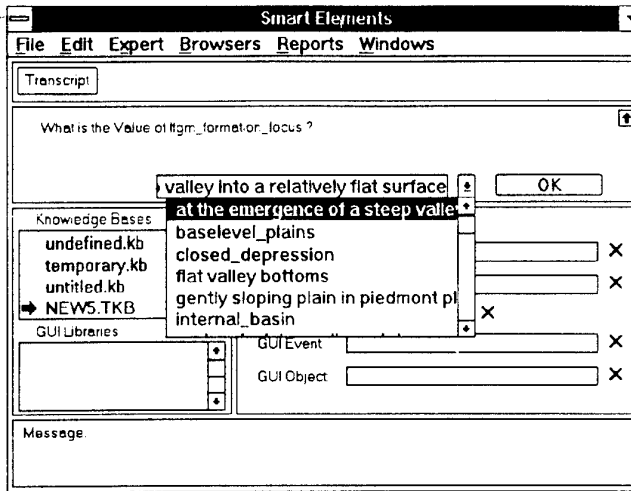 Smart Elements
File Edit Expert Browsers Reports Windows
Transcript
What is the Value of ttgm_formation_focus ?
valley into a relatively flat surface
OK
at the emergence of a steep valle
baselevel_plains
closed_depression
flat valley bottoms
gently sloping plain in piedmont pl
internal_basin
Knowledge Bases
undefined.kb
temporary.kb
untitled.kb
NEW5.TKB
GUI Libraries
GUI Event
GUI Object
Message.